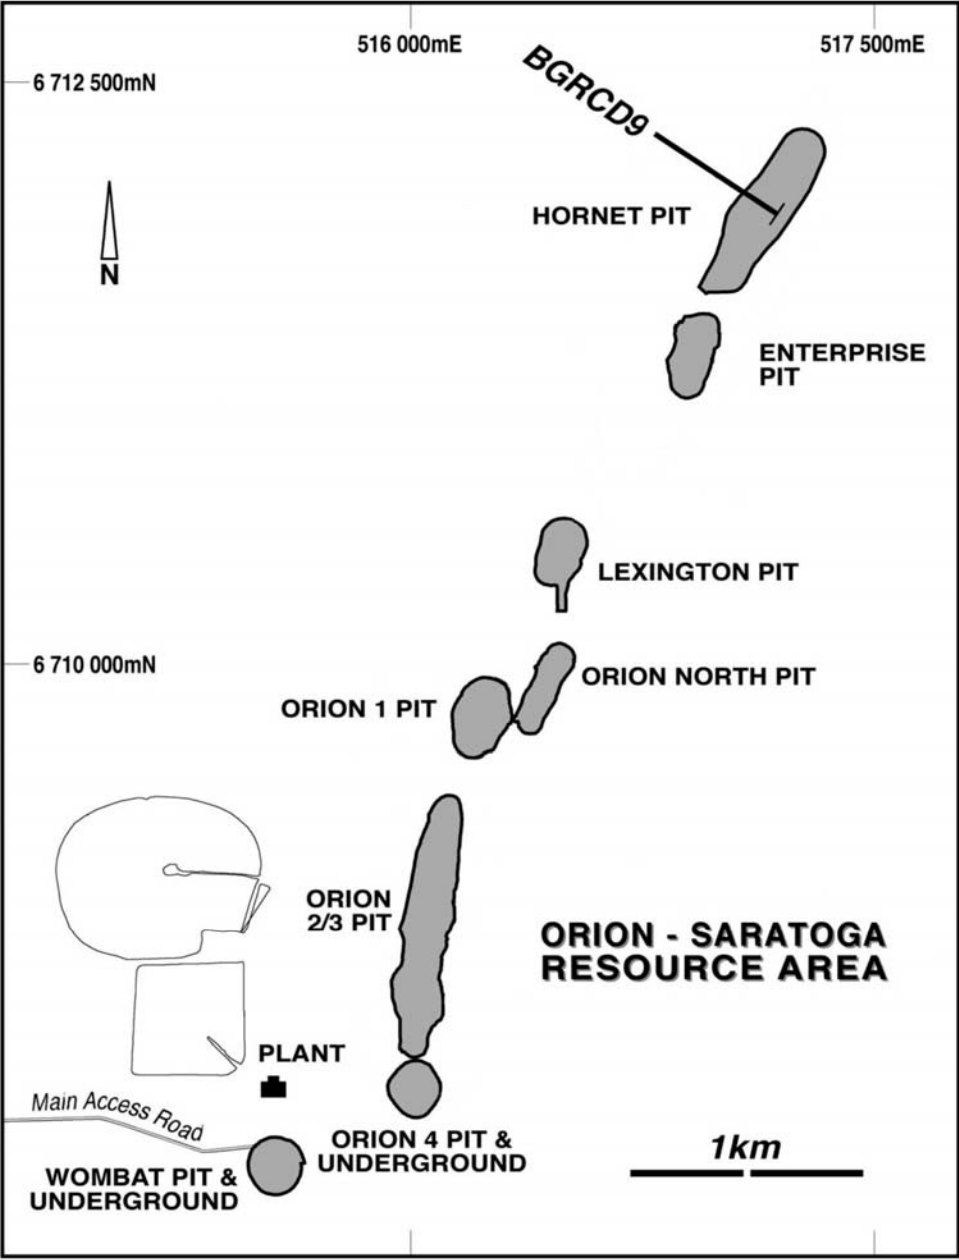 516 000mE
517 500mE
6 712 500mN
BGRCD9
HORNET PIT
N
ENTERPRISE
PIT
LEXINGTON PIT
6 710 000mN
ORION NORTH PIT
ORION 1 PIT
ORION
2/3 PIT
ORION - SARATOGA
RESOURCE AREA
PLANT
Main Access Road
ORION 4 PIT &
UNDERGROUND
1km
WOMBAT PIT &
UNDERGROUND